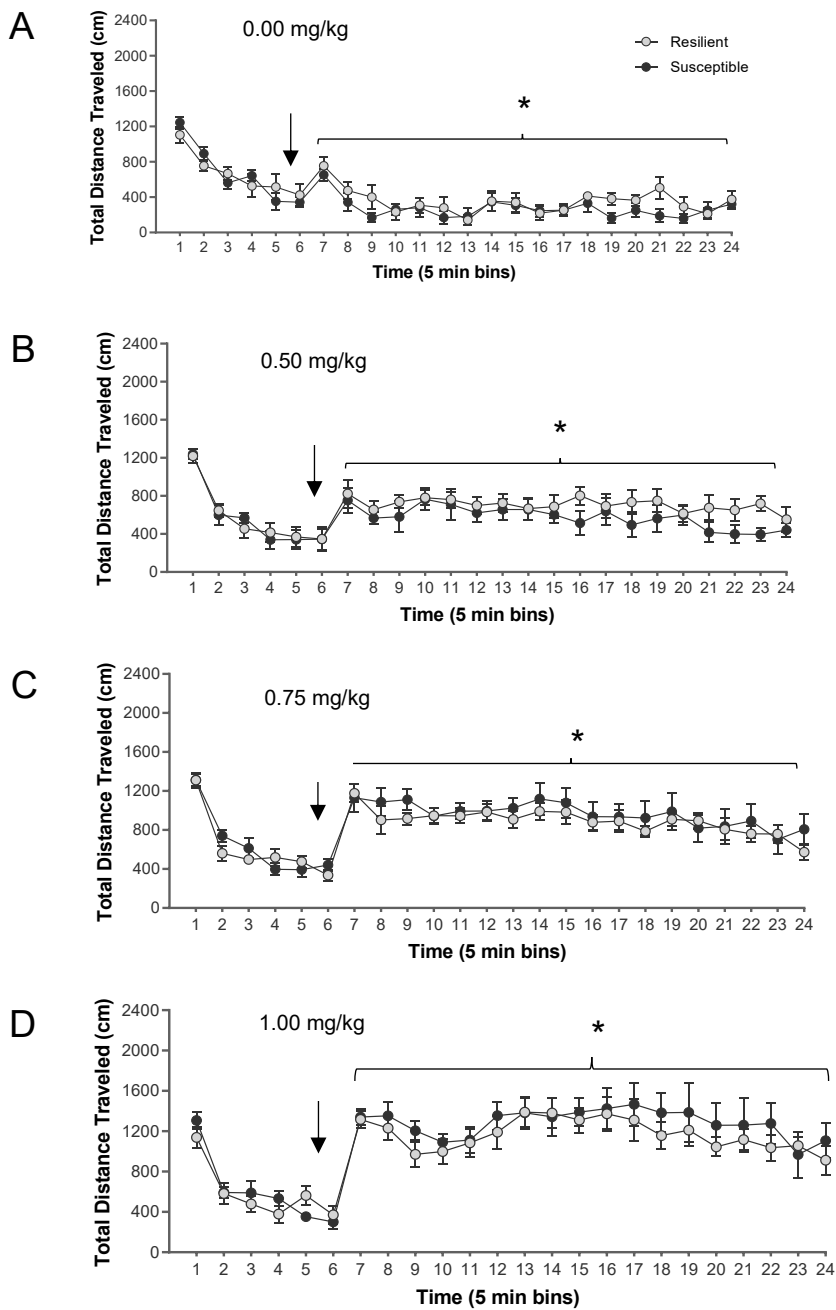 A
0.00 mg/kg
Resilient
Susceptible
*
Total Distance Traveled (cm)
2400
2000
1600
1200
800
400
0
1 2 3 4 5 6 7 8 9 10 11 12 13 14 15 16 17 18 19 20 21 22 23 24
Time (5 min bins)
B
0.50 mg/kg
*
Total Distance Traveled (cm)
2400
2000
1600
1200
800
400
0
1 2 3 4 5 6 7 8 9 10 11 12 13 14 15 16 17 18 19 20 21 22 23 24
Time (5 min bins)
C
0.75 mg/kg
*
Total Distance Traveled (cm)
2400
2000
1600
1200
800
400
0
1 2 3 4 5 6 7 8 9 10 11 12 13 14 15 16 17 18 19 20 21 22 23 24
Time (5 min bins)
D
1.00 mg/kg
*
Total Distance Traveled (cm)
2400
2000
1600
1200
800
400
0
1 2 3 4 5 6 7 8 9 10 11 12 13 14 15 16 17 18 19 20 21 22 23 24
Time (5 min bins)